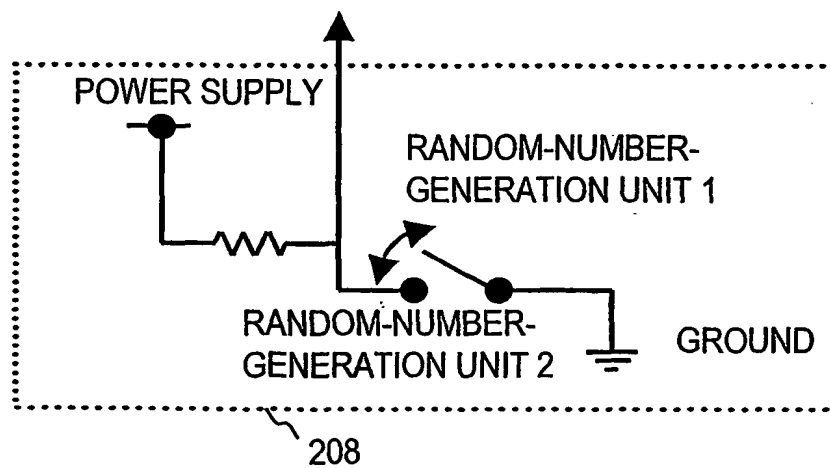 POWER SUPPLY
RANDOM-NUMBER-
GENERATION UNIT 1
RANDOM-NUMBER-
GENERATION UNIT 2
GROUND
208